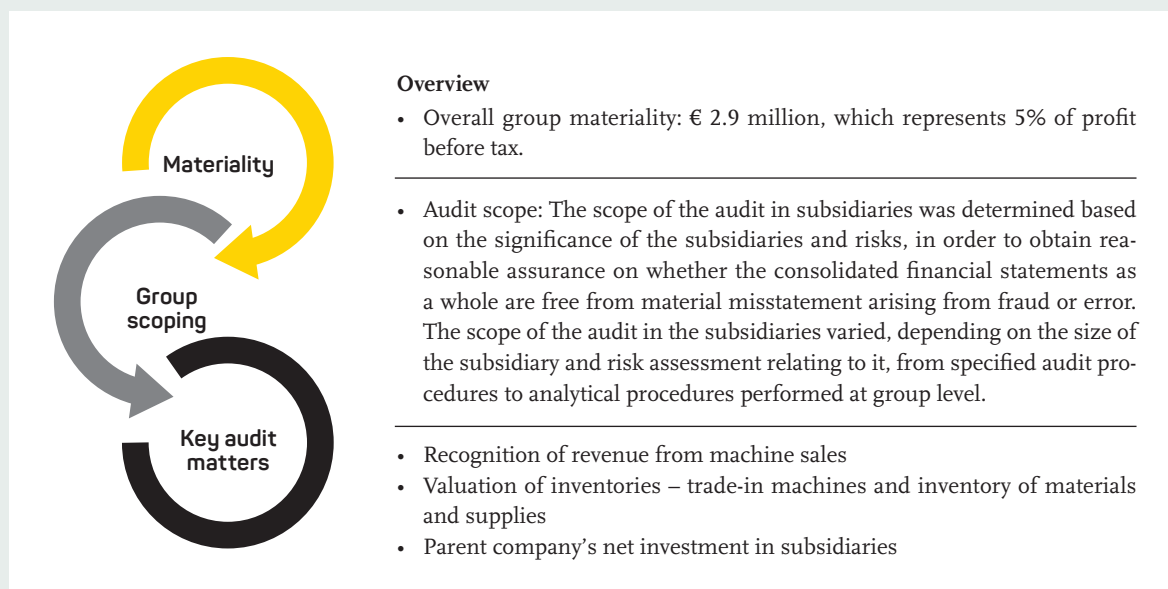 Materiality
Group
scoping
Key audit
matters
Overview
• Overall group materiality: € 2.9 million, which represents 5% of profit
before tax.
• Audit scope: The scope of the audit in subsidiaries was determined based
on the significance of the subsidiaries and risks, in order to obtain rea-
sonable assurance on whether the consolidated financial statements as
a whole are free from material misstatement arising from fraud or error.
The scope of the audit in the subsidiaries varied, depending on the size of
the subsidiary and risk assessment relating to it, from specified audit pro-
cedures to analytical procedures performed at group level.
• Recognition of revenue from machine sales
• Valuation of inventories – trade-in machines and inventory of materials
and supplies
• Parent company’s net investment in subsidiaries